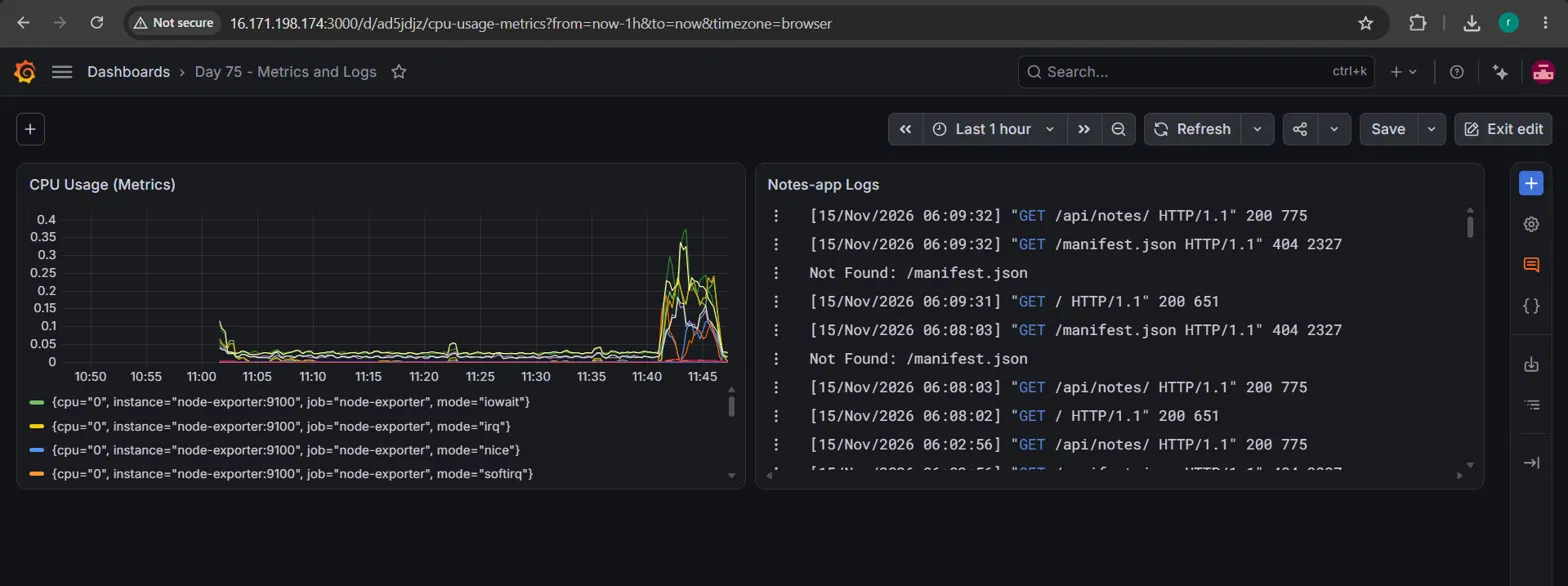 Not secure 16.171.198.174:3000/d/ad5jdjz/cpu-usage-metrics?from=now-1h&to=now&timezone=browser
r
Dashboards › Day 75 - Metrics and Logs
Search... ctrl+k
Last 1 hour Refresh Save Exit edit
CPU Usage (Metrics)
0.4
0.35
0.3
0.25
0.2
0.15
0.1
0.05
0
10:50 10:55 11:00 11:05 11:10 11:15 11:20 11:25 11:30 11:35 11:40 11:45
{cpu="0", instance="node-exporter:9100", job="node-exporter", mode="iowait"}
{cpu="0", instance="node-exporter:9100", job="node-exporter", mode="irq"}
{cpu="0", instance="node-exporter:9100", job="node-exporter", mode="nice"}
{cpu="0", instance="node-exporter:9100", job="node-exporter", mode="softirq"}
Notes-app Logs
[15/Nov/2026 06:09:32] "GET /api/notes/ HTTP/1.1" 200 775
[15/Nov/2026 06:09:32] "GET /manifest.json HTTP/1.1" 404 2327
Not Found: /manifest.json
[15/Nov/2026 06:09:31] "GET / HTTP/1.1" 200 651
[15/Nov/2026 06:08:03] "GET /manifest.json HTTP/1.1" 404 2327
Not Found: /manifest.json
[15/Nov/2026 06:08:03] "GET /api/notes/ HTTP/1.1" 200 775
[15/Nov/2026 06:08:02] "GET / HTTP/1.1" 200 651
[15/Nov/2026 06:02:56] "GET /api/notes/ HTTP/1.1" 200 775